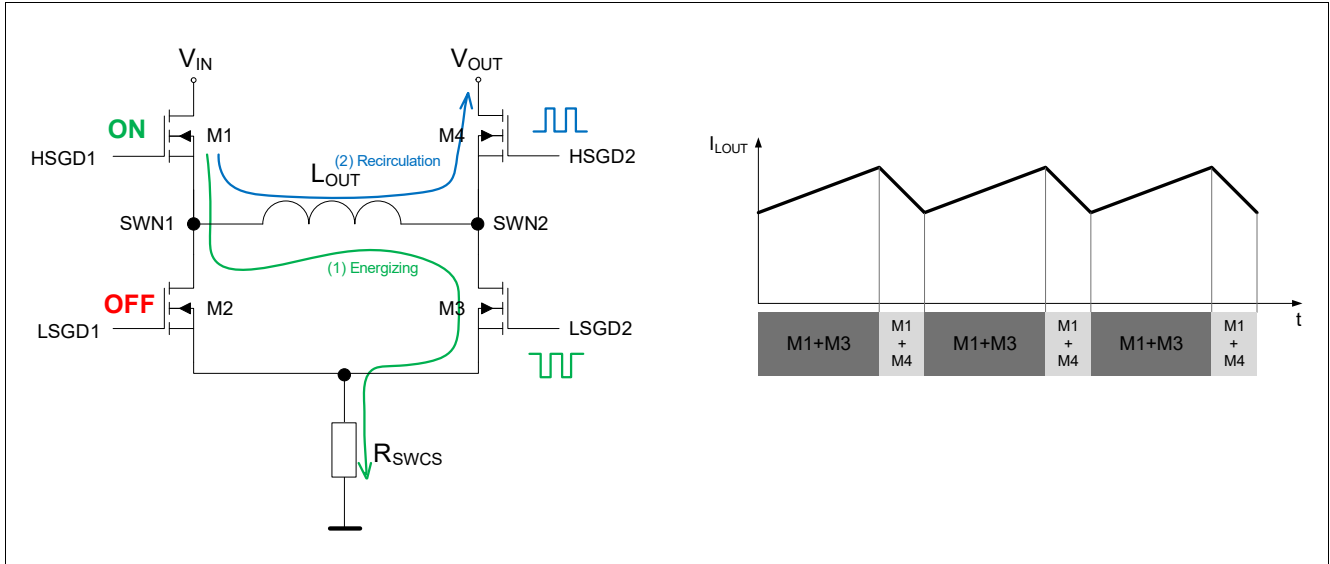 VIN
VOUT
ON
M1
M4
HSGD1
(2) Recirculation
HSGD2
LOUT
SWN1
SWN2
(1) Energizing
OFF
M2
M3
LSGD1
LSGD2
RSWCS
ILOUT
t
M1+M3
M1
+
M4
M1+M3
M1
+
M4
M1+M3
M1
+
M4